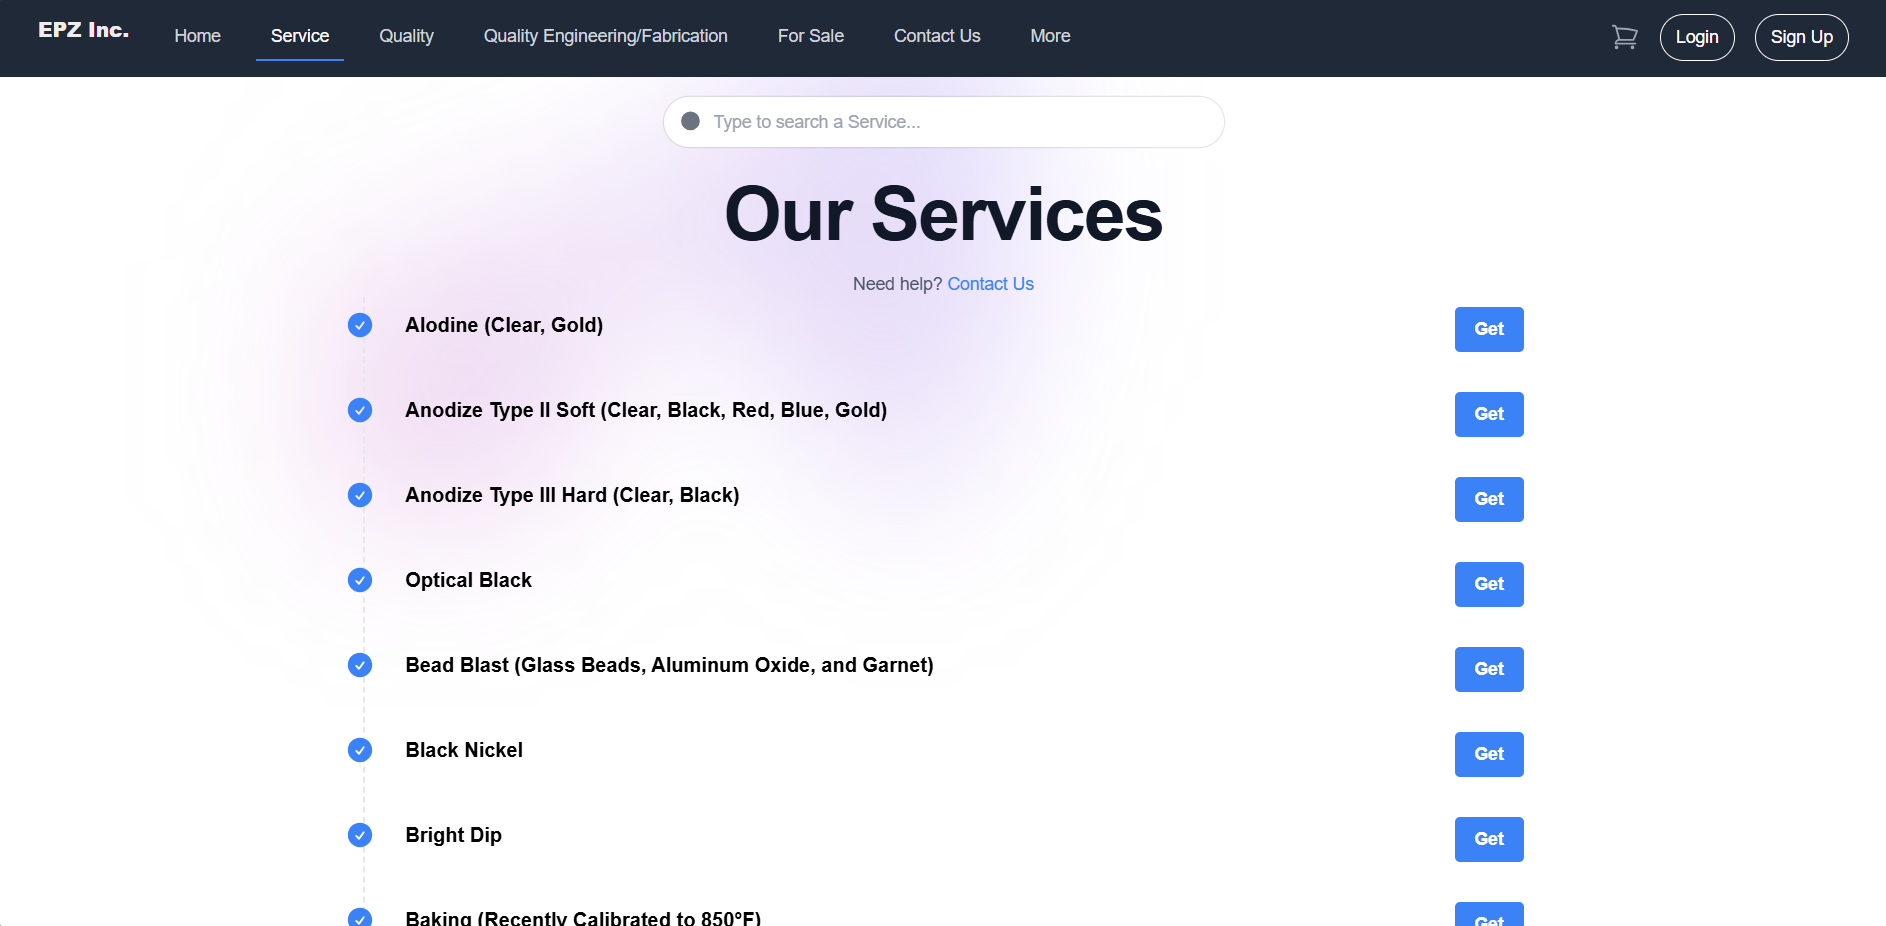 EPZ Inc.
Home Service Quality Quality Engineering/Fabrication For Sale Contact Us More Login Sign Up
Type to search a Service...
Our Services
Need help? Contact Us
Alodine (Clear, Gold) Get
Anodize Type II Soft (Clear, Black, Red, Blue, Gold) Get
Anodize Type III Hard (Clear, Black) Get
Optical Black Get
Bead Blast (Glass Beads, Aluminum Oxide, and Garnet) Get
Black Nickel Get
Bright Dip Get
Baking (Recently Calibrated to 850°F) Get